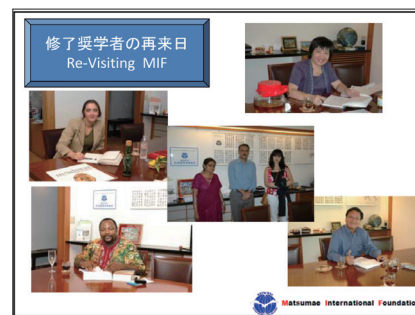 修了奨学者の再来日
Re-Visiting MIF
Matsumae International Foundation